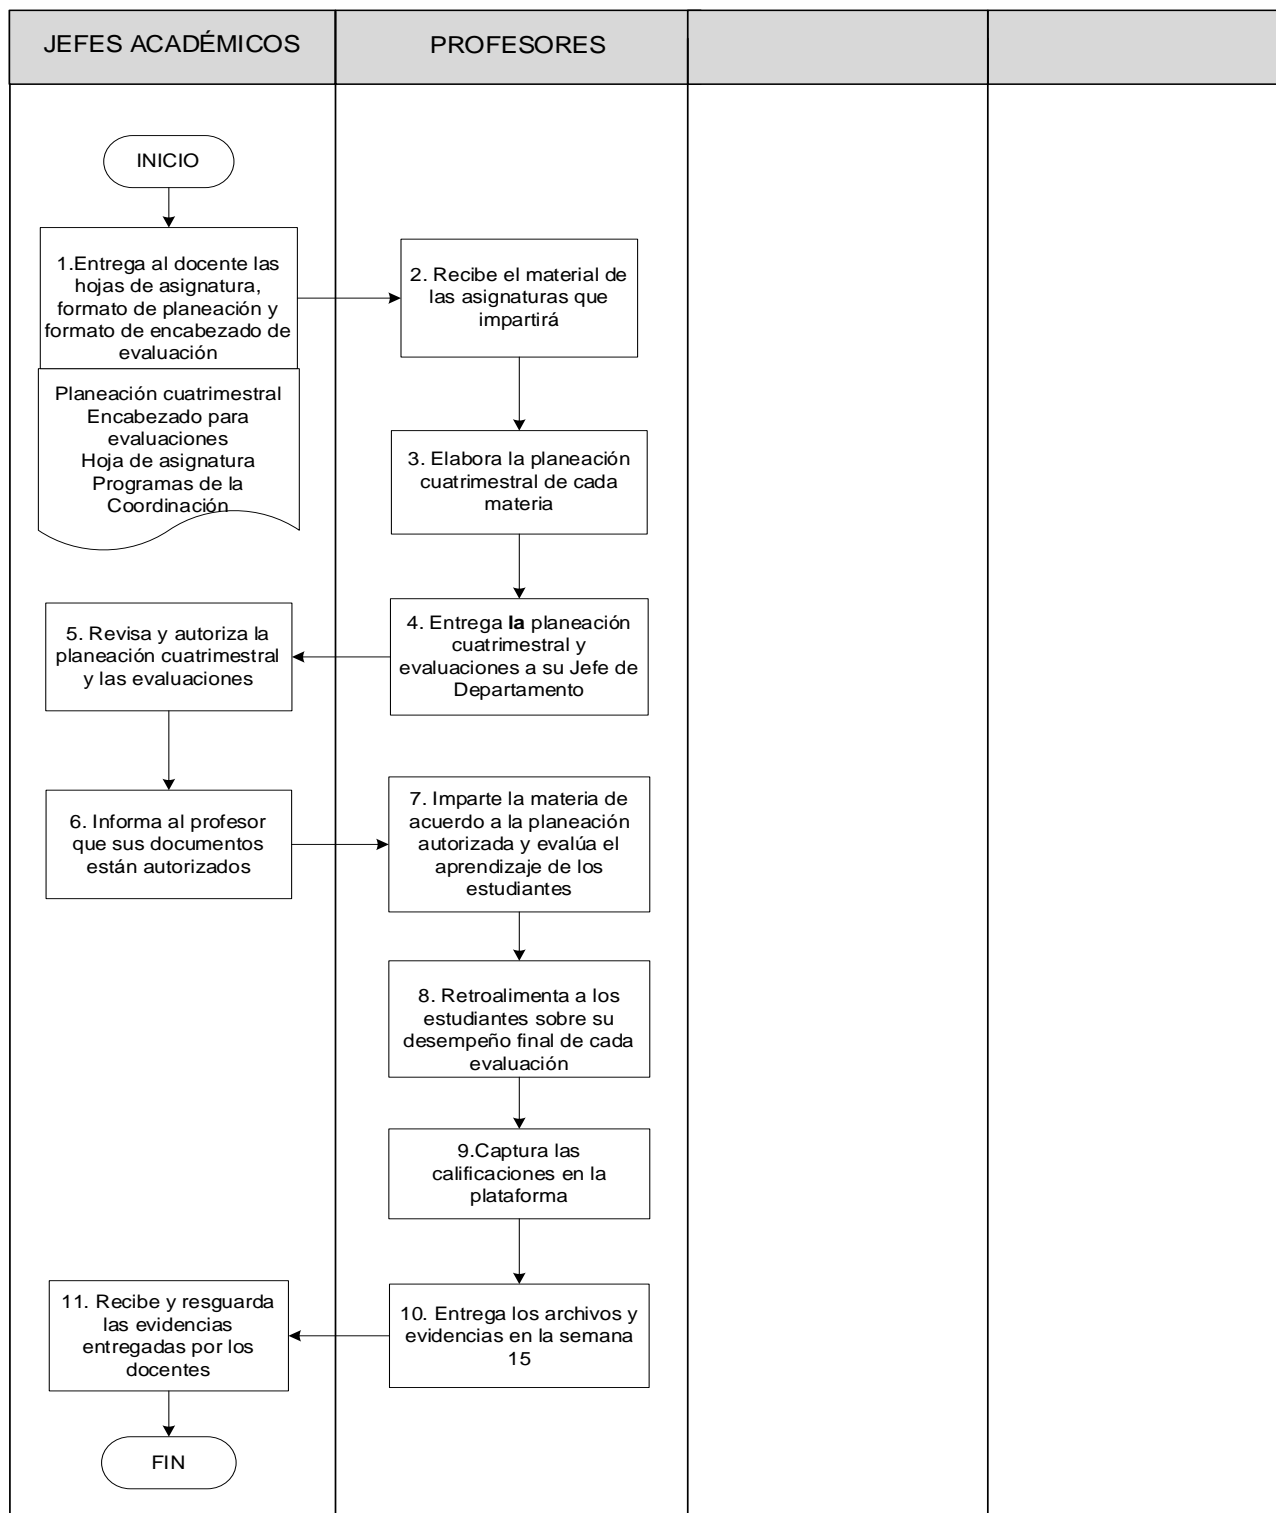 JEFES ACADÉMICOS
PROFESORES
INICIO
1.Entrega al docente las
hojas de asignatura,
formato de planeación y
formato de encabezado de
evaluación
Planeación cuatrimestral
Encabezado para
evaluaciones
Hoja de asignatura
Programas de la
Coordinación
2. Recibe el material de
las asignaturas que
impartirá
3. Elabora la planeación
cuatrimestral de cada
materia
4. Entrega la planeación
cuatrimestral y
evaluaciones a su Jefe de
Departamento
5. Revisa y autoriza la
planeación cuatrimestral
y las evaluaciones
6. Informa al profesor
que sus documentos
están autorizados
7. Imparte la materia de
acuerdo a la planeación
autorizada y evalúa el
aprendizaje de los
estudiantes
8. Retroalimenta a los
estudiantes sobre su
desempeño final de cada
evaluación
9.Captura las
calificaciones en la
plataforma
10. Entrega los archivos y
evidencias en la semana
15
11. Recibe y resguarda
las evidencias
entregadas por los
docentes
FIN